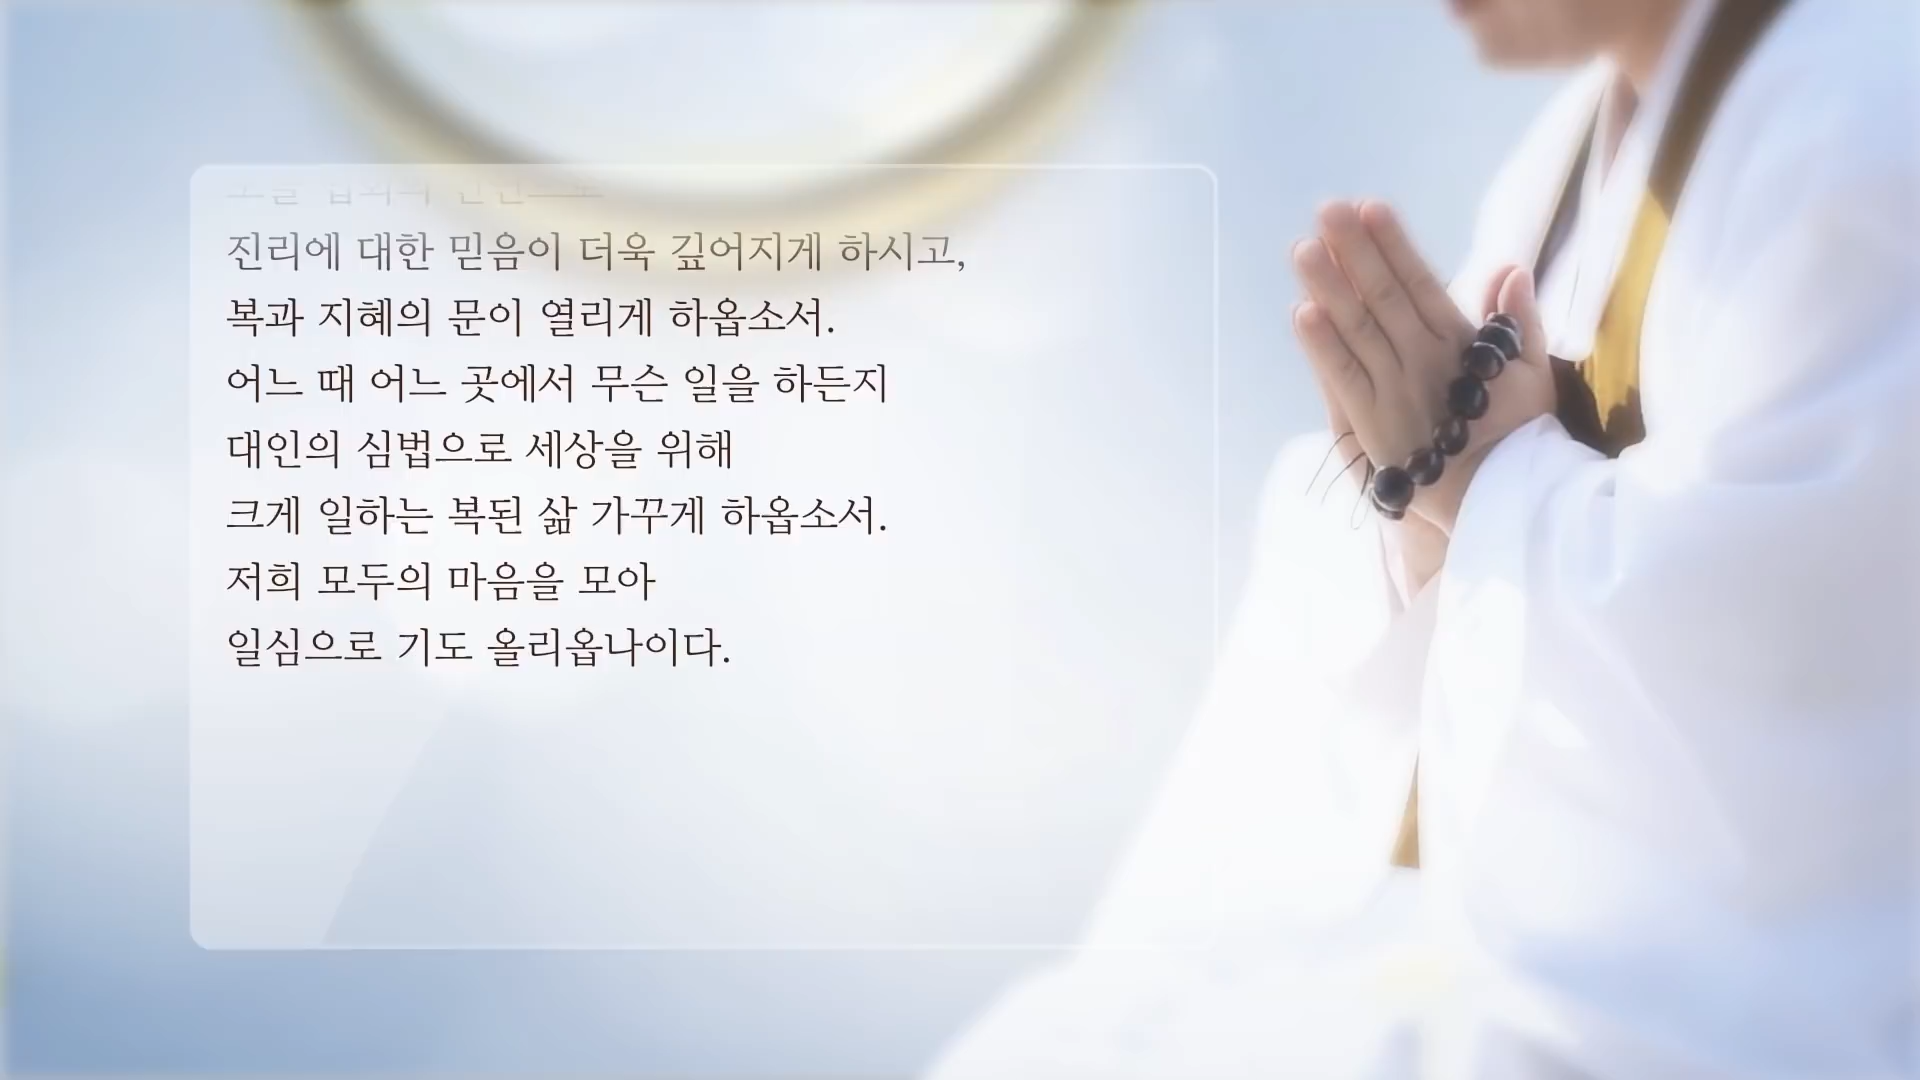 진리에 대한 믿음이 더욱 깊어지게 하시고,
복과 지혜의 문이 열리게 하옵소서.
어느 때 어느 곳에서 무슨 일을 하든지
대인의 심법으로 세상을 위해
크게 일하는 복된 삶 가꾸게 하옵소서.
저희 모두의 마음을 모아
일심으로 기도 올리옵나이다.